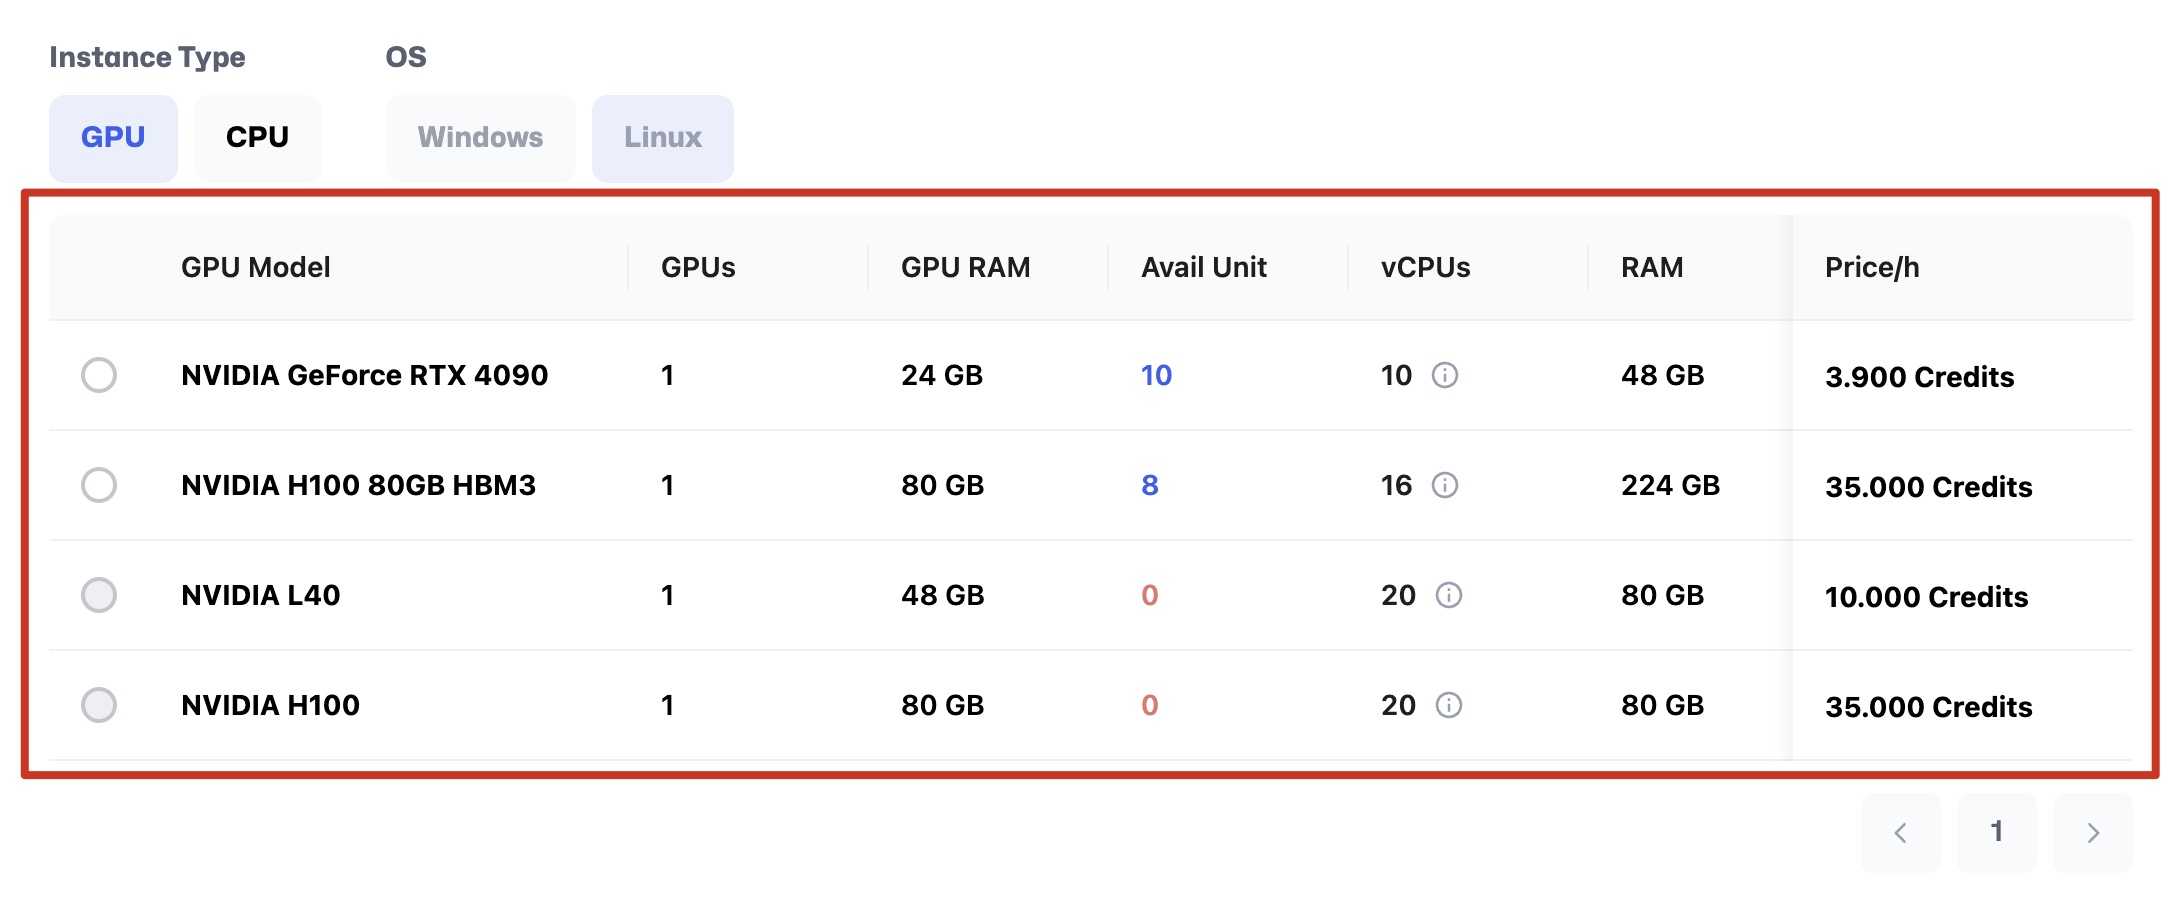 Instance Type OS
GPU CPU Windows Linux
GPU Model GPUs GPU RAM Avail Unit vCPUs RAM Price/h
NVIDIA GeForce RTX 4090 1 24 GB 10 10 48 GB 3.900 Credits
NVIDIA H100 80GB HBM3 1 80 GB 8 16 224 GB 35.000 Credits
NVIDIA L40 1 48 GB 0 20 80 GB 10.000 Credits
NVIDIA H100 1 80 GB 0 20 80 GB 35.000 Credits
1